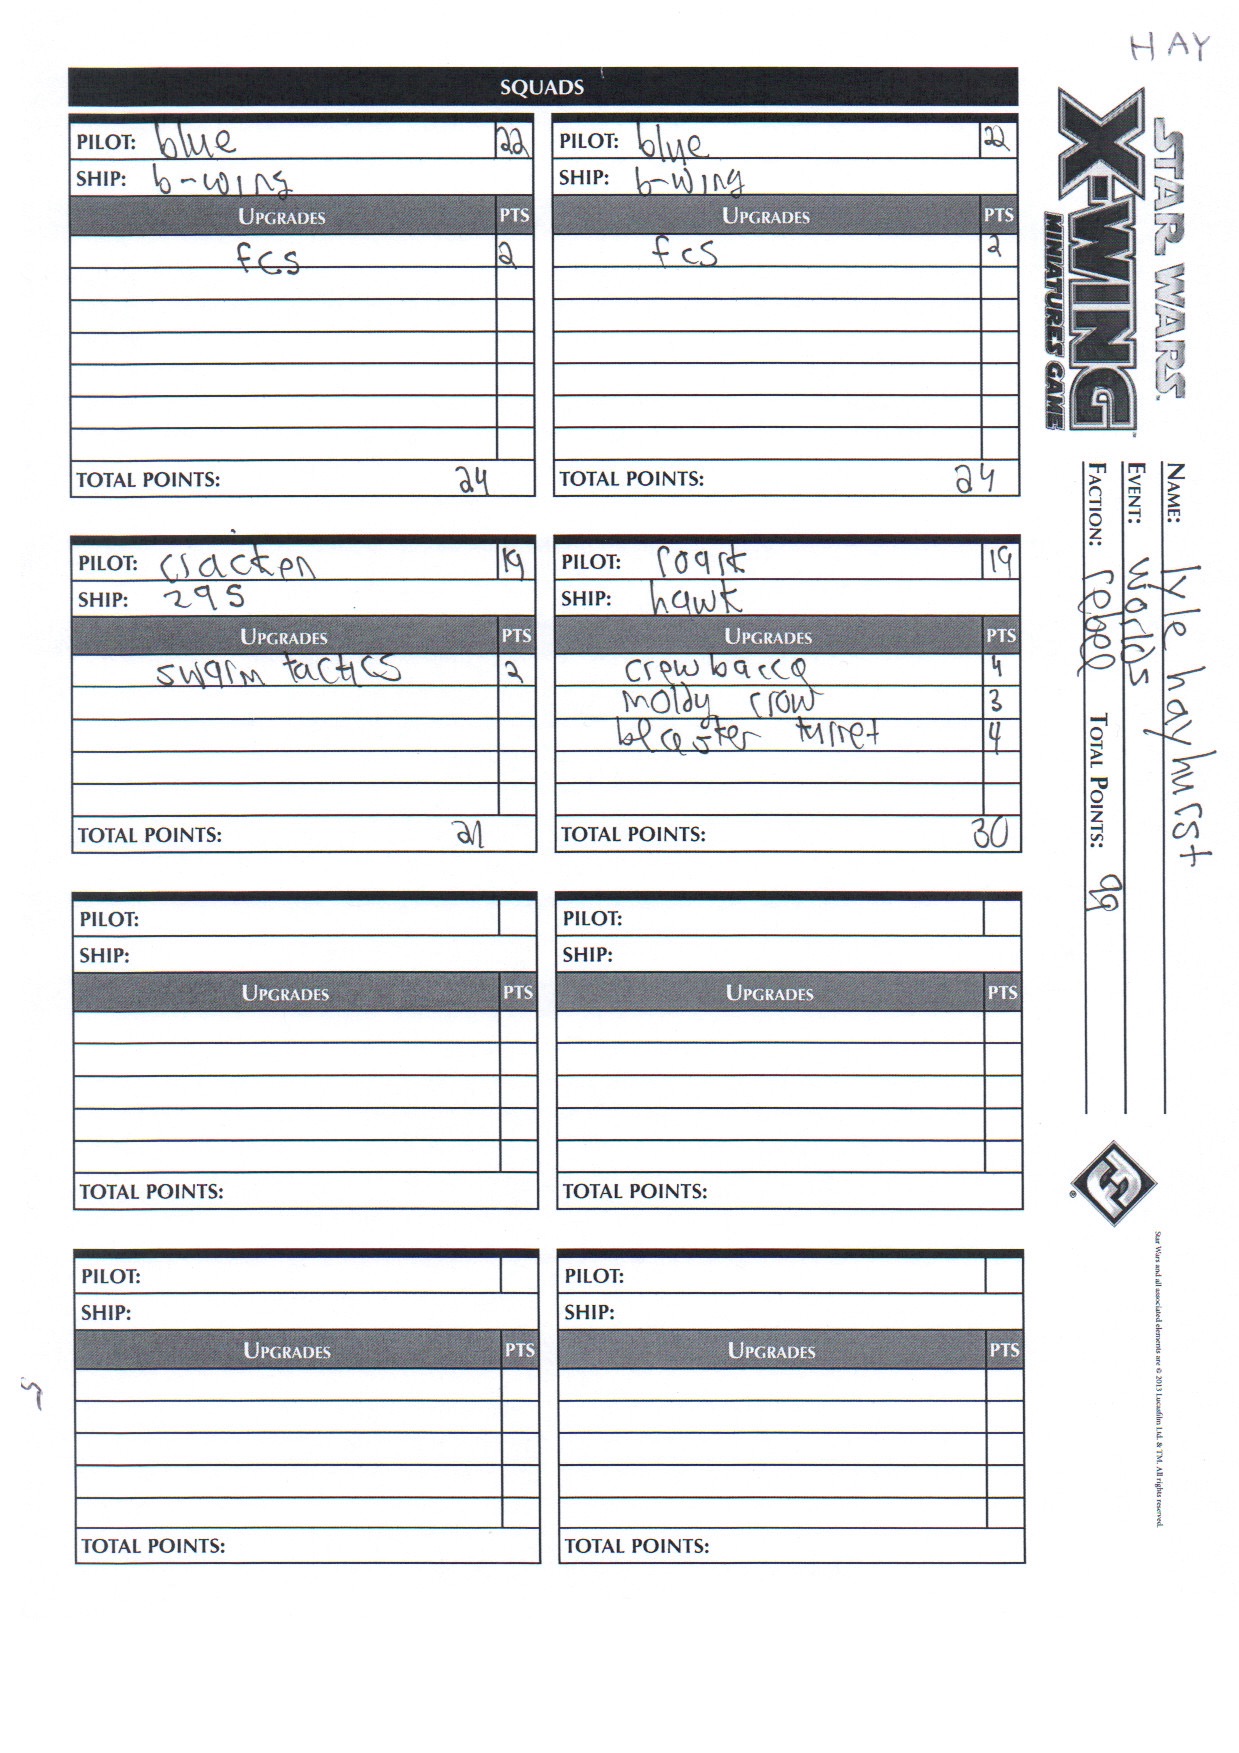 HAY
SQUADS
PILOT: blue 22
SHIP: b-wing
UPGRADES PTS
fcs 2
TOTAL POINTS: 24
PILOT: blue 22
SHIP: b-wing
UPGRADES PTS
fcs 2
TOTAL POINTS: 24
PILOT: cracken 19
SHIP: z95
UPGRADES PTS
swarm tactics 2
TOTAL POINTS: 21
PILOT: roark 19
SHIP: hawk
UPGRADES PTS
crewbacca 4
moldy crow 3
blaster turret 4
TOTAL POINTS: 30
PILOT:
SHIP:
UPGRADES PTS
TOTAL POINTS:
PILOT:
SHIP:
UPGRADES PTS
TOTAL POINTS:
PILOT:
SHIP:
UPGRADES PTS
TOTAL POINTS:
PILOT:
SHIP:
UPGRADES PTS
TOTAL POINTS:
STAR WARS
X-WING
MINIATURES GAME
NAME: lyle hayhurst
EVENT: worlds
FACTION: rebel TOTAL POINTS: 99
Star Wars and all associated elements are © 2013 Lucasfilm Ltd. & TM. All rights reserved.